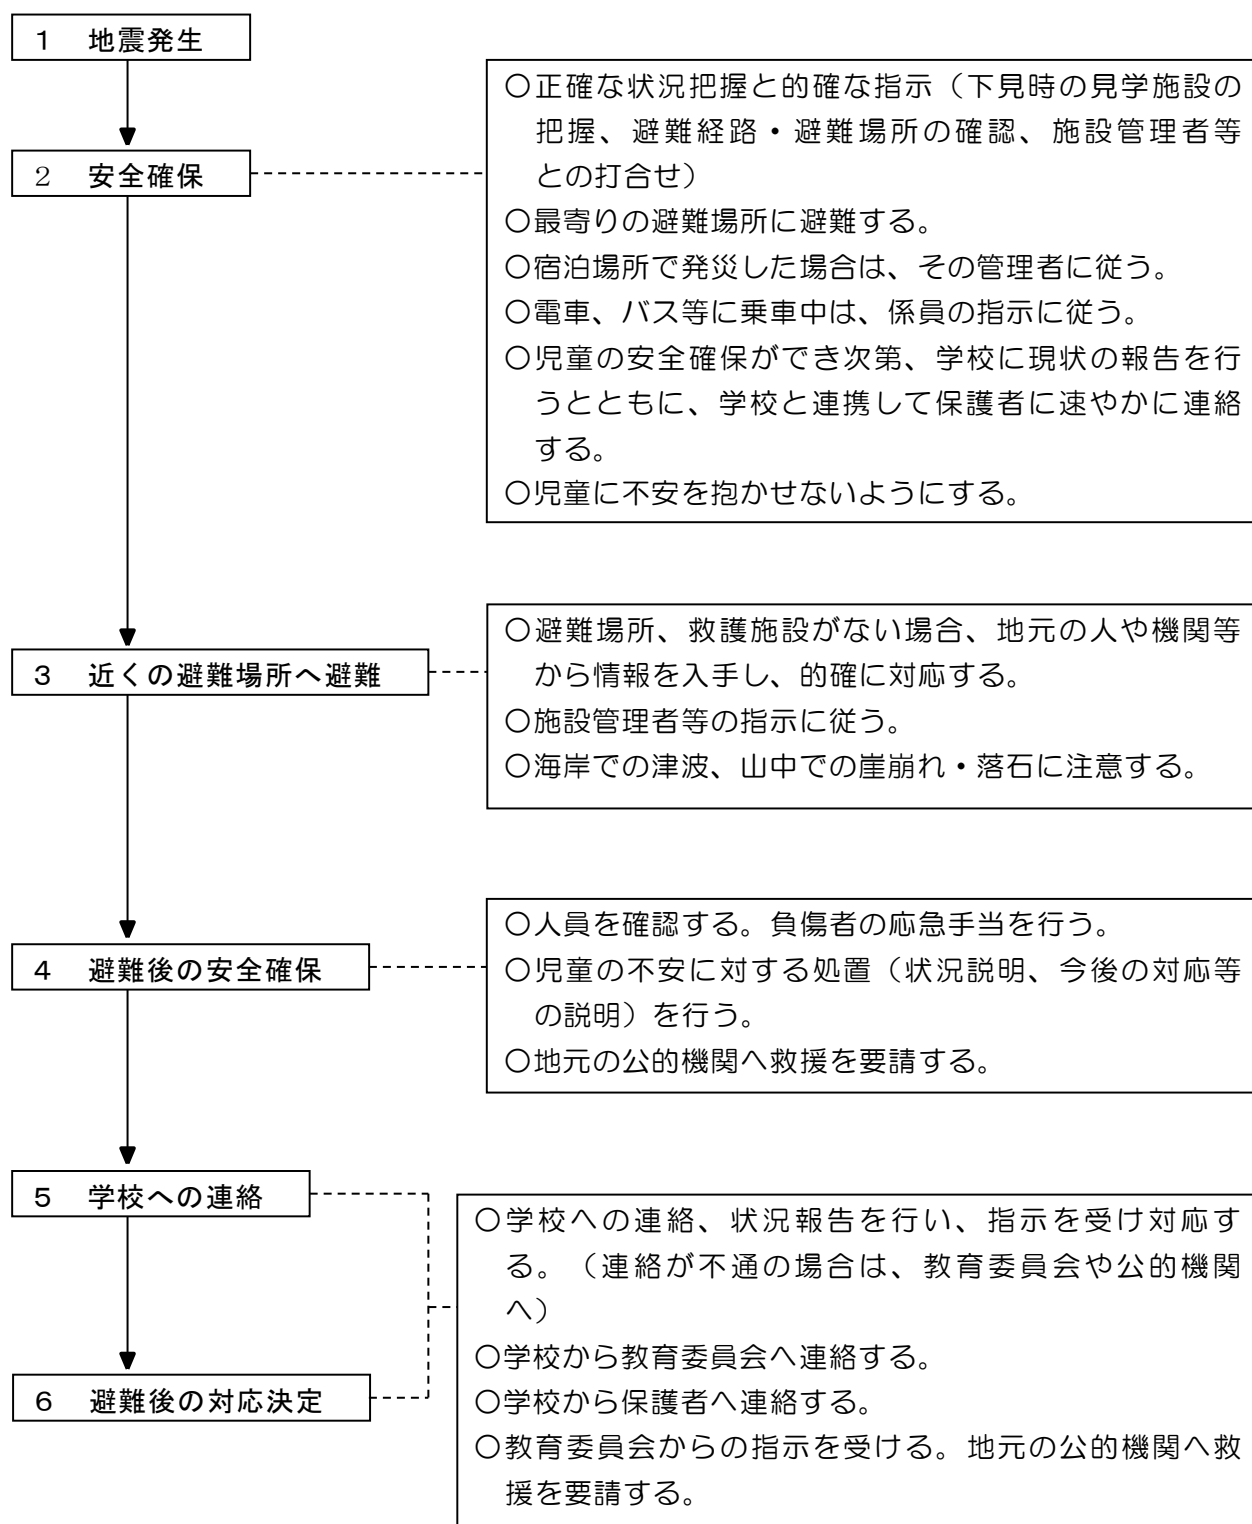 １　地震発生
２　安全確保
〇正確な状況把握と的確な指示（下見時の見学施設の
把握、避難経路・避難場所の確認、施設管理者等
との打合せ）
〇最寄りの避難場所に避難する。
〇宿泊場所で発災した場合は、その管理者に従う。
〇電車、バス等に乗車中は、係員の指示に従う。
〇児童の安全確保ができ次第、学校に現状の報告を行
うとともに、学校と連携して保護者に速やかに連絡
する。
〇児童に不安を抱かせないようにする。
３　近くの避難場所へ避難
〇避難場所、救護施設がない場合、地元の人や機関等
から情報を入手し、的確に対応する。
〇施設管理者等の指示に従う。
〇海岸での津波、山中での崖崩れ・落石に注意する。
４　避難後の安全確保
〇人員を確認する。負傷者の応急手当を行う。
〇児童の不安に対する処置（状況説明、今後の対応等
の説明）を行う。
〇地元の公的機関へ救援を要請する。
５　学校への連絡
６　避難後の対応決定
〇学校への連絡、状況報告を行い、指示を受け対応す
る。（連絡が不通の場合は、教育委員会や公的機関
へ）
〇学校から教育委員会へ連絡する。
〇学校から保護者へ連絡する。
〇教育委員会からの指示を受ける。地元の公的機関へ救
援を要請する。